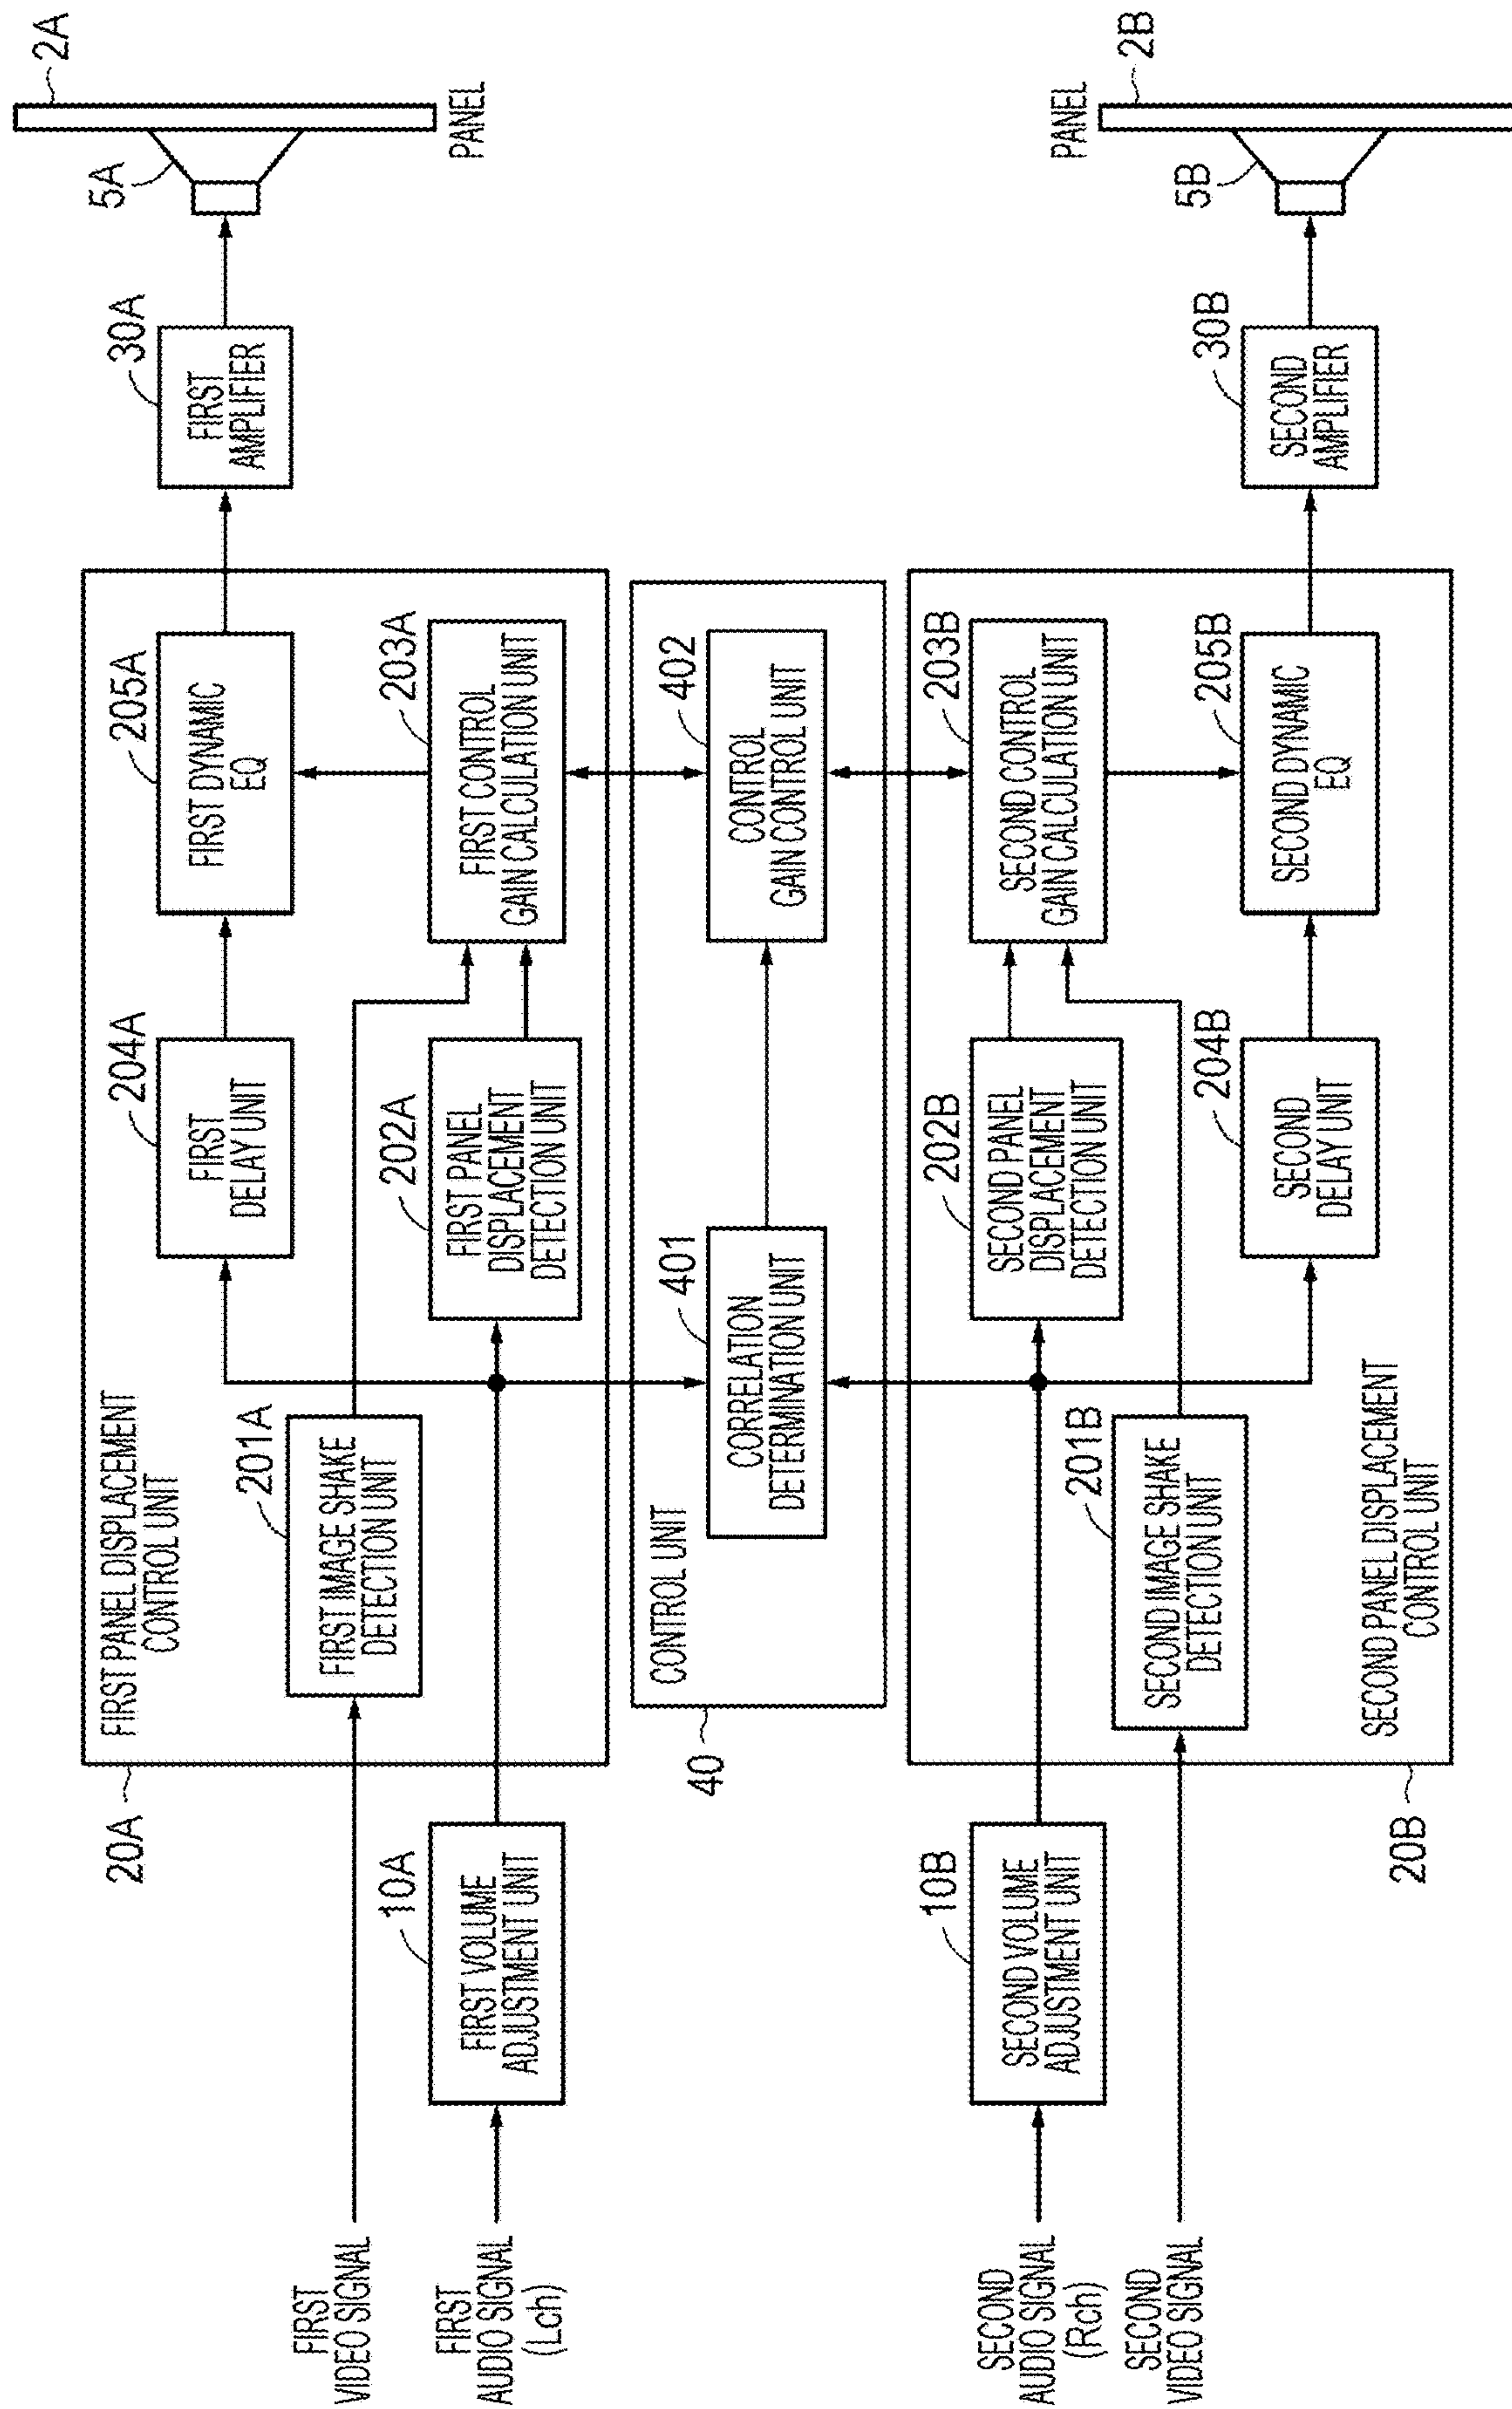 2A
5A
PANEL
30A
FIRST
AMPLIFIER
205A
FIRST DYNAMIC
EQ
203A
FIRST CONTROL
GAIN CALCULATION UNIT
204A
FIRST
DELAY UNIT
202A
FIRST PANEL
DISPLACEMENT
DETECTION UNIT
201A
FIRST IMAGE SHAKE
DETECTION UNIT
FIRST PANEL DISPLACEMENT
CONTROL UNIT
20A
10A
FIRST VOLUME
ADJUSTMENT UNIT
FIRST
VIDEO SIGNAL
FIRST
AUDIO SIGNAL
(Lch)
402
CONTROL
GAIN CONTROL UNIT
401
CORRELATION
DETERMINATION UNIT
CONTROL UNIT
40
PANEL
2B
5B
30B
SECOND
AMPLIFIER
203B
SECOND CONTROL
GAIN CALCULATION UNIT
205B
SECOND DYNAMIC
EQ
202B
SECOND PANEL
DISPLACEMENT
DETECTION UNIT
204B
SECOND
DELAY UNIT
201B
SECOND IMAGE SHAKE
DETECTION UNIT
SECOND PANEL DISPLACEMENT
CONTROL UNIT
20B
10B
SECOND VOLUME
ADJUSTMENT UNIT
SECOND
AUDIO SIGNAL
(Rch)
SECOND
VIDEO SIGNAL